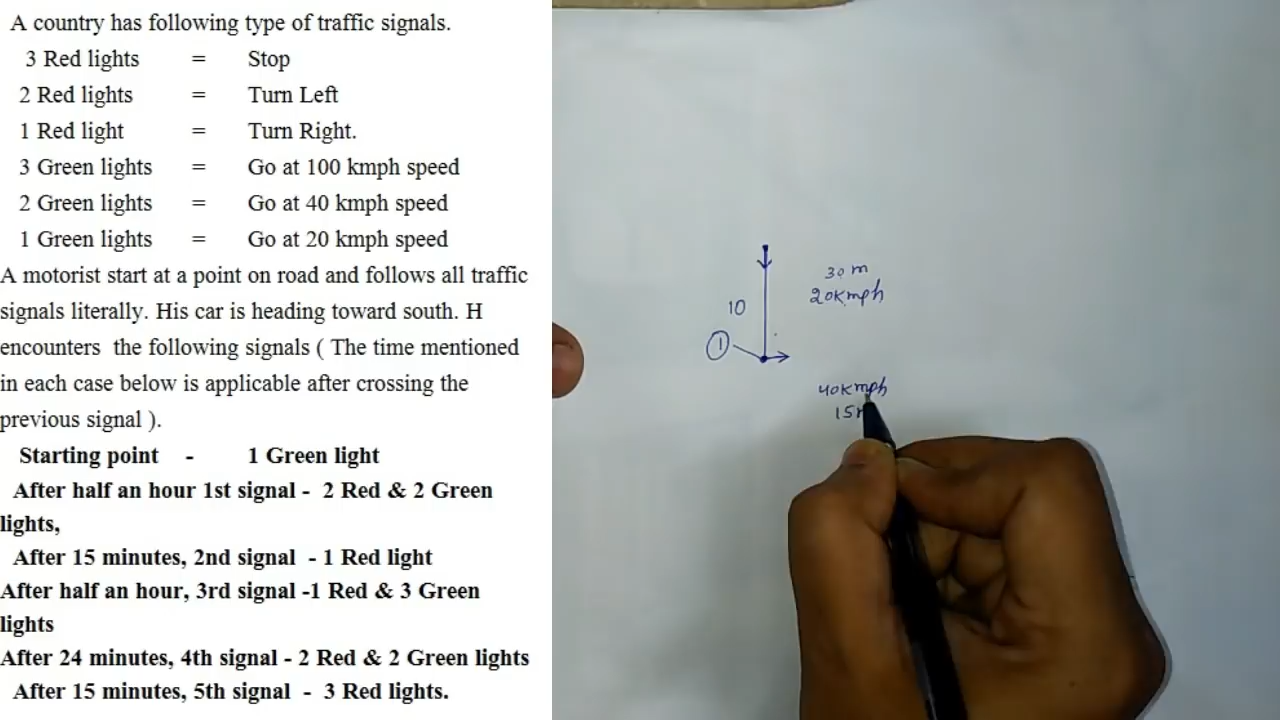 A country has following type of traffic signals.
3 Red lights = Stop
2 Red lights = Turn Left
1 Red light = Turn Right.
3 Green lights = Go at 100 kmph speed
2 Green lights = Go at 40 kmph speed
1 Green lights = Go at 20 kmph speed
A motorist start at a point on road and follows all traffic
signals literally. His car is heading toward south. H
encounters the following signals ( The time mentioned
in each case below is applicable after crossing the
previous signal ).
Starting point - 1 Green light
After half an hour 1st signal - 2 Red & 2 Green
lights,
After 15 minutes, 2nd signal - 1 Red light
After half an hour, 3rd signal -1 Red & 3 Green
lights
After 24 minutes, 4th signal - 2 Red & 2 Green lights
After 15 minutes, 5th signal - 3 Red lights.
30 m
20kmph
10
1
40kmph
15